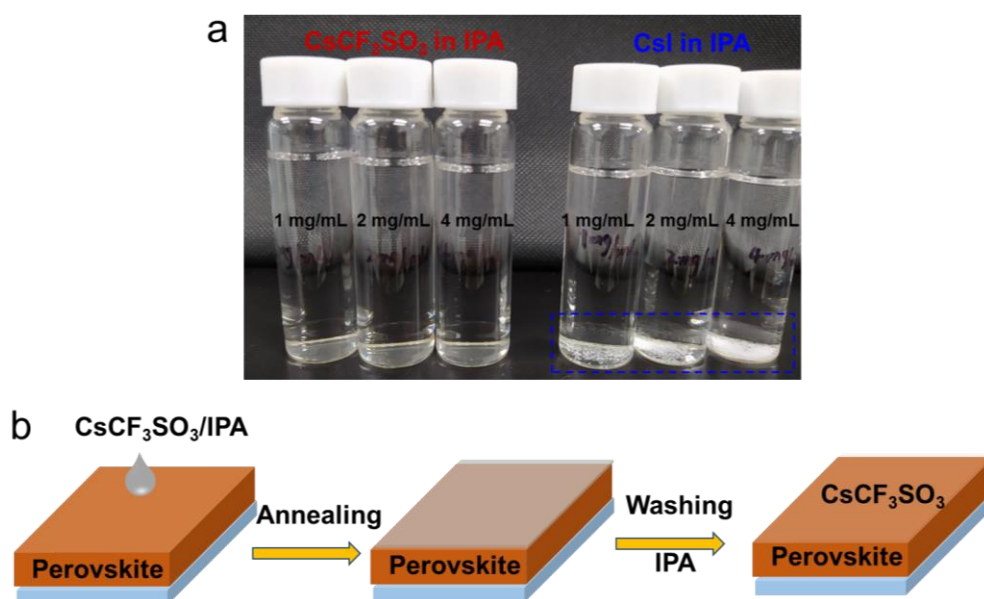 a
CsCF₃SO₃ in IPA
CsI in IPA
1 mg/mL 2 mg/mL 4 mg/mL
1 mg/mL 2 mg/mL 4 mg/mL
b
CsCF₃SO₃/IPA
Annealing
Washing
IPA
CsCF₃SO₃
Perovskite
Perovskite
Perovskite